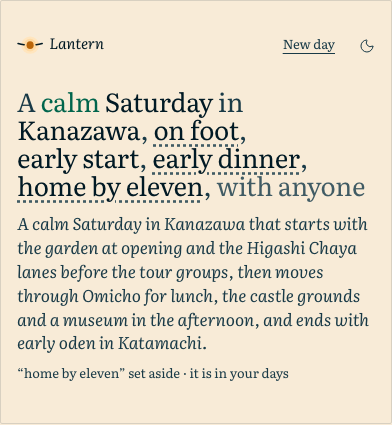 Lantern
New day
A calm Saturday in
Kanazawa, on foot,
early start, early dinner,
home by eleven, with anyone
A calm Saturday in Kanazawa that starts with
the garden at opening and the Higashi Chaya
lanes before the tour groups, then moves
through Omicho for lunch, the castle grounds
and a museum in the afternoon, and ends with
early oden in Katamachi.
“home by eleven” set aside · it is in your days